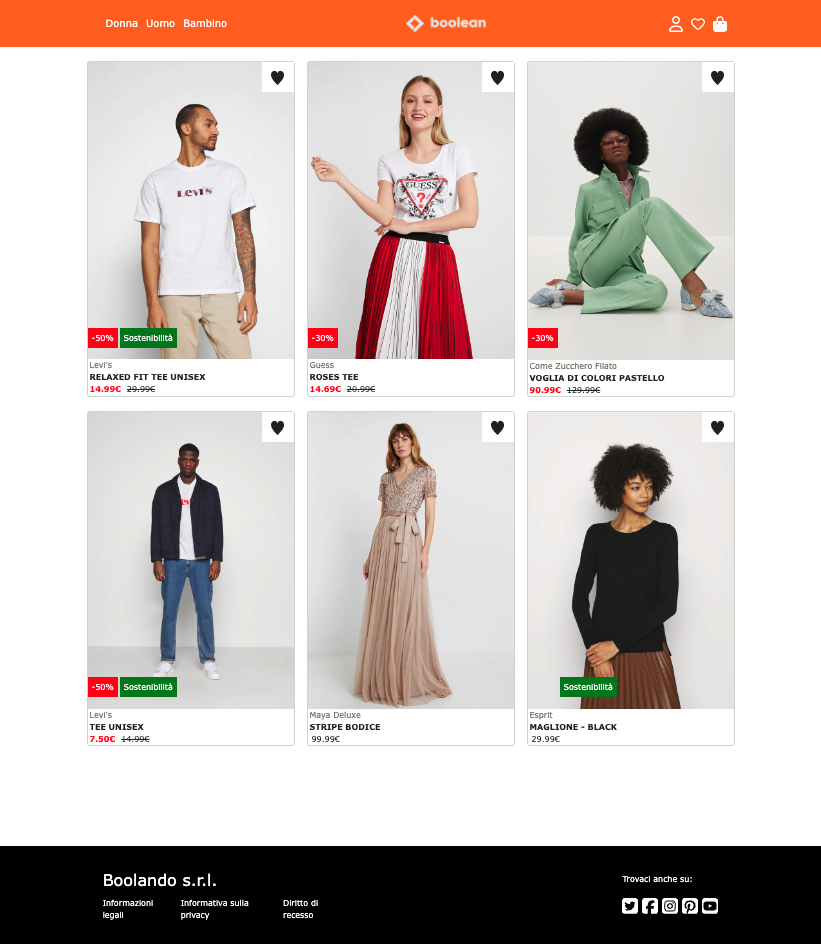 Donna Uomo Bambino
boolean
Levi's
GUESS
?
-50% Sostenibilità
-30%
-30%
Levi's
RELAXED FIT TEE UNISEX
14.99€ 29.99€
Guess
ROSES TEE
14.69€ 20.99€
Come Zucchero Filato
VOGLIA DI COLORI PASTELLO
90.99€ 129.99€
-50% Sostenibilità
Sostenibilità
Levi's
TEE UNISEX
7.50€ 14.99€
Maya Deluxe
STRIPE BODICE
99.99€
Esprit
MAGLIONE - BLACK
29.99€
Boolando s.r.l.
Informazioni
legali
Informativa sulla
privacy
Diritto di
recesso
Trovaci anche su: